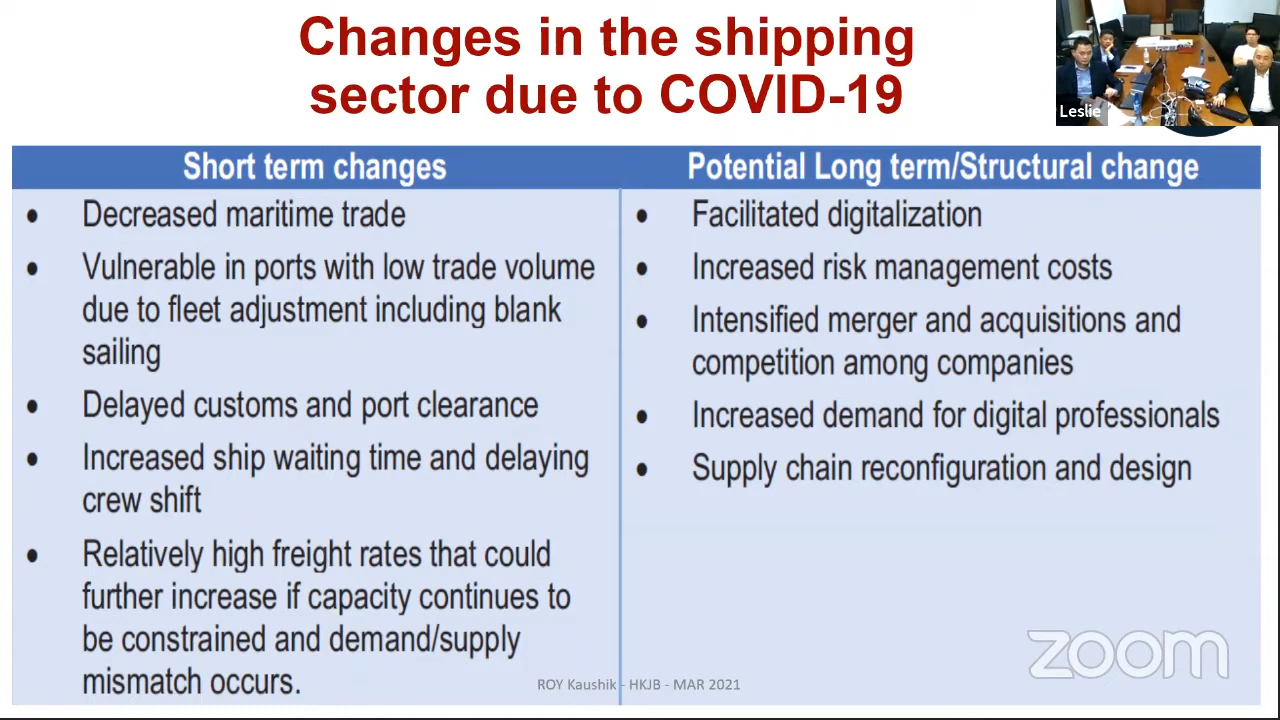 Changes in the shipping
sector due to COVID-19
Leslie
Short term changes
Potential Long term/Structural change
• Decreased maritime trade
• Vulnerable in ports with low trade volume
due to fleet adjustment including blank
sailing
• Delayed customs and port clearance
• Increased ship waiting time and delaying
crew shift
• Relatively high freight rates that could
further increase if capacity continues to
be constrained and demand/supply
mismatch occurs.
• Facilitated digitalization
• Increased risk management costs
• Intensified merger and acquisitions and
competition among companies
• Increased demand for digital professionals
• Supply chain reconfiguration and design
ROY Kaushik - HKJB - MAR 2021
zoom